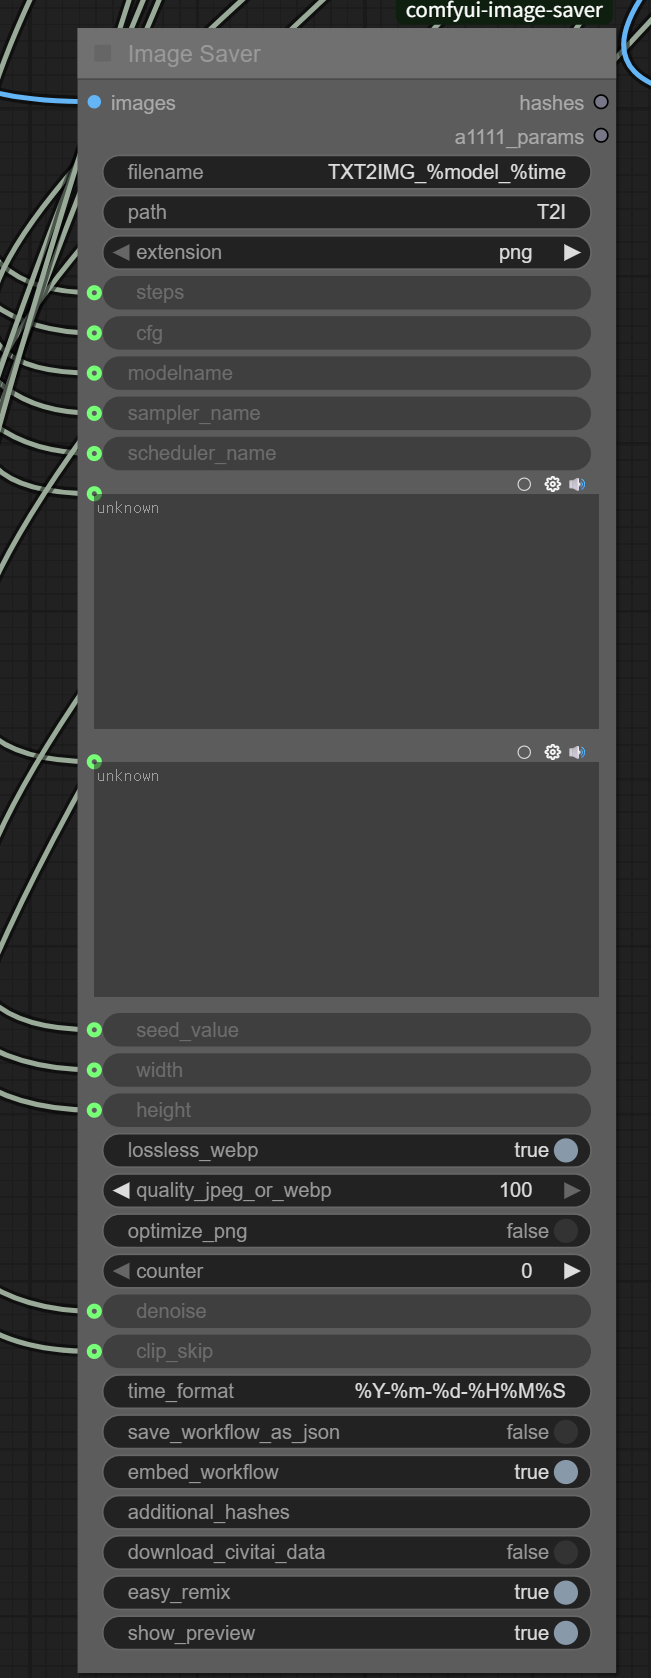 comfyui-image-saver
Image Saver
images hashes
a1111_params
filename TXT2IMG_%model_%time
path T2I
extension png
steps
cfg
modelname
sampler_name
scheduler_name
unknown
unknown
seed_value
width
height
lossless_webp true
quality_jpeg_or_webp 100
optimize_png false
counter 0
denoise
clip_skip
time_format %Y-%m-%d-%H%M%S
save_workflow_as_json false
embed_workflow true
additional_hashes
download_civitai_data false
easy_remix true
show_preview true